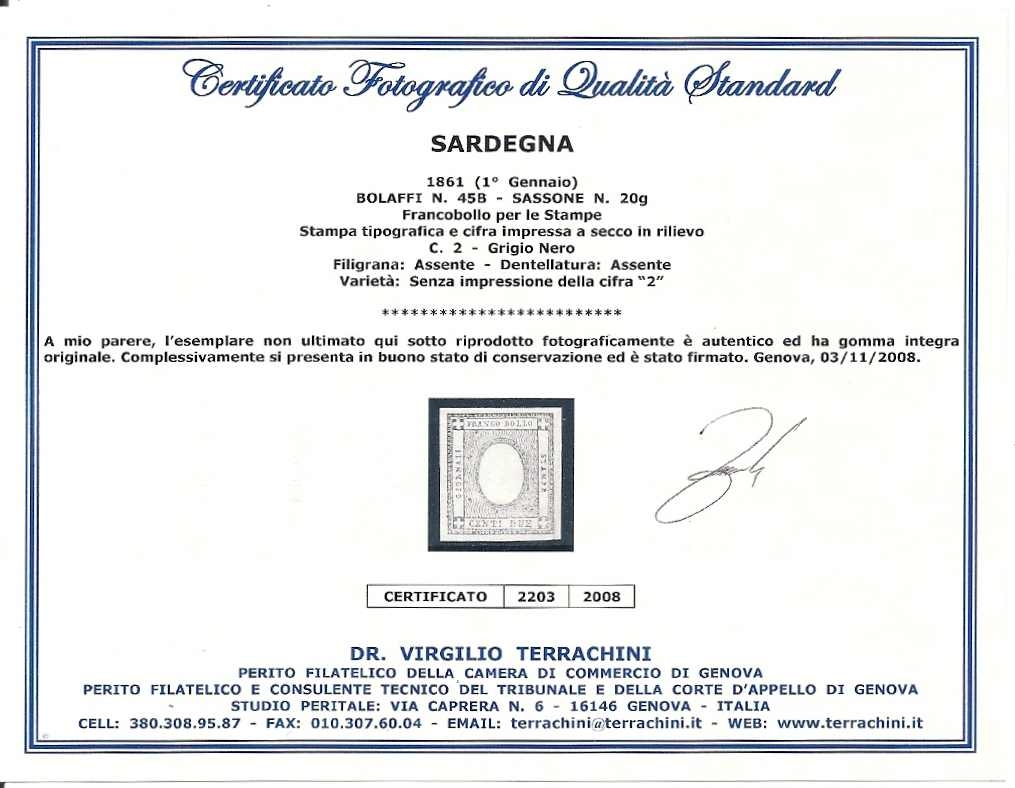 Certificato Fotografico di Qualità Standard
SARDEGNA
1861 (1° Gennaio)
BOLAFFI N. 45B - SASSONE N. 20g
Francobollo per le Stampe
Stampa tipografica e cifra impressa a secco in rilievo
C. 2 - Grigio Nero
Filigrana: Assente - Dentellatura: Assente
Varietà: Senza impressione della cifra "2"
*************************
A mio parere, l'esemplare non ultimato qui sotto riprodotto fotograficamente è autentico ed ha gomma integra
originale. Complessivamente si presenta in buono stato di conservazione ed è stato firmato. Genova, 03/11/2008.
FRANCO BOLLO
GIORNALI
STAMPE
CENTI DUE
CERTIFICATO 2203 2008
DR. VIRGILIO TERRACHINI
PERITO FILATELICO DELLA CAMERA DI COMMERCIO DI GENOVA
PERITO FILATELICO E CONSULENTE TECNICO DEL TRIBUNALE E DELLA CORTE D'APPELLO DI GENOVA
STUDIO PERITALE: VIA CAPRERA N. 6 - 16146 GENOVA - ITALIA
CELL: 380.308.95.87 - FAX: 010.307.60.04 - EMAIL: terrachini@terrachini.it - WEB: www.terrachini.it